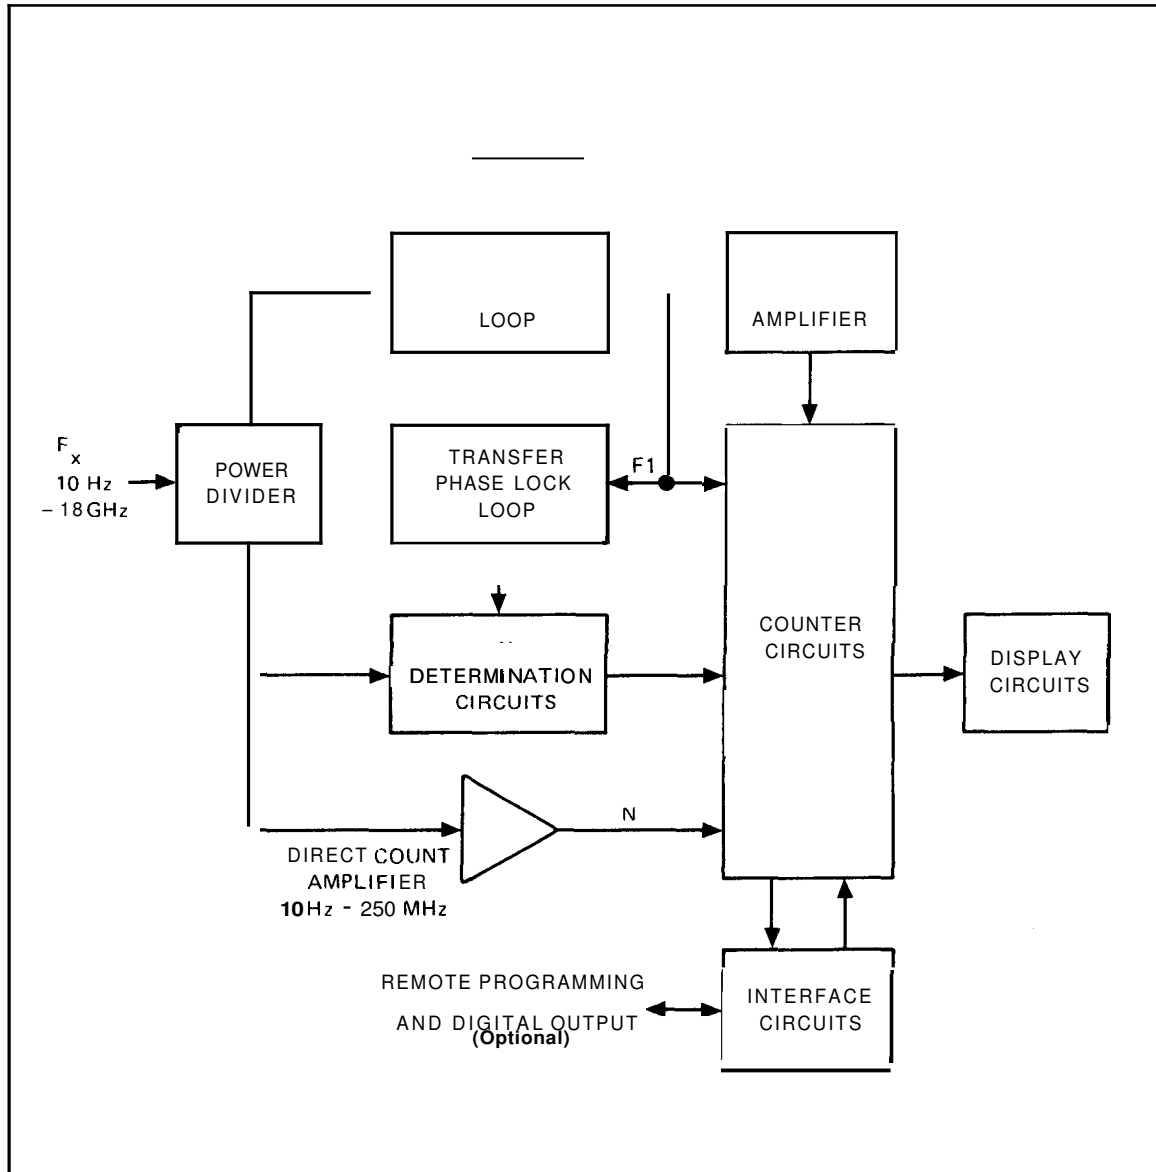 LOOP
AMPLIFIER
Fx
10 Hz
– 18 GHz
POWER
DIVIDER
TRANSFER
PHASE LOCK
LOOP
F1
DETERMINATION
CIRCUITS
COUNTER
CIRCUITS
DISPLAY
CIRCUITS
N
DIRECT COUNT
AMPLIFIER
10 Hz - 250 MHz
REMOTE PROGRAMMING
AND DIGITAL OUTPUT
(Optional)
INTERFACE
CIRCUITS